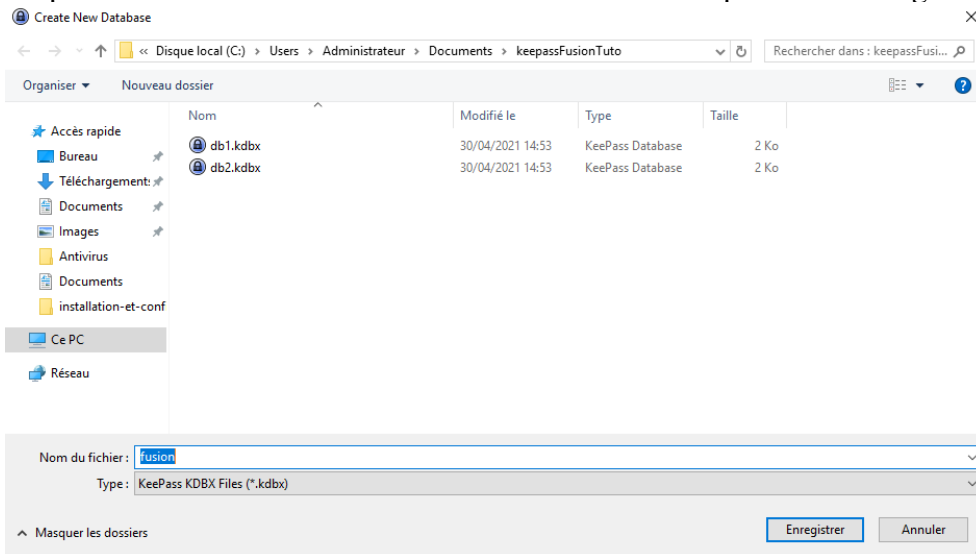 Create New Database
« Disque local (C:) › Users › Administrateur › Documents › keepassFusionTuto
Rechercher dans : keepassFusi...
Organiser
Nouveau dossier
Nom
Modifié le
Type
Taille
Accès rapide
Bureau
Téléchargement:
Documents
Images
Antivirus
Documents
installation-et-conf
Ce PC
Réseau
db1.kdbx 30/04/2021 14:53 KeePass Database 2 Ko
db2.kdbx 30/04/2021 14:53 KeePass Database 2 Ko
Nom du fichier : fusion
Type : KeePass KDBX Files (*.kdbx)
Masquer les dossiers
Enregistrer
Annuler